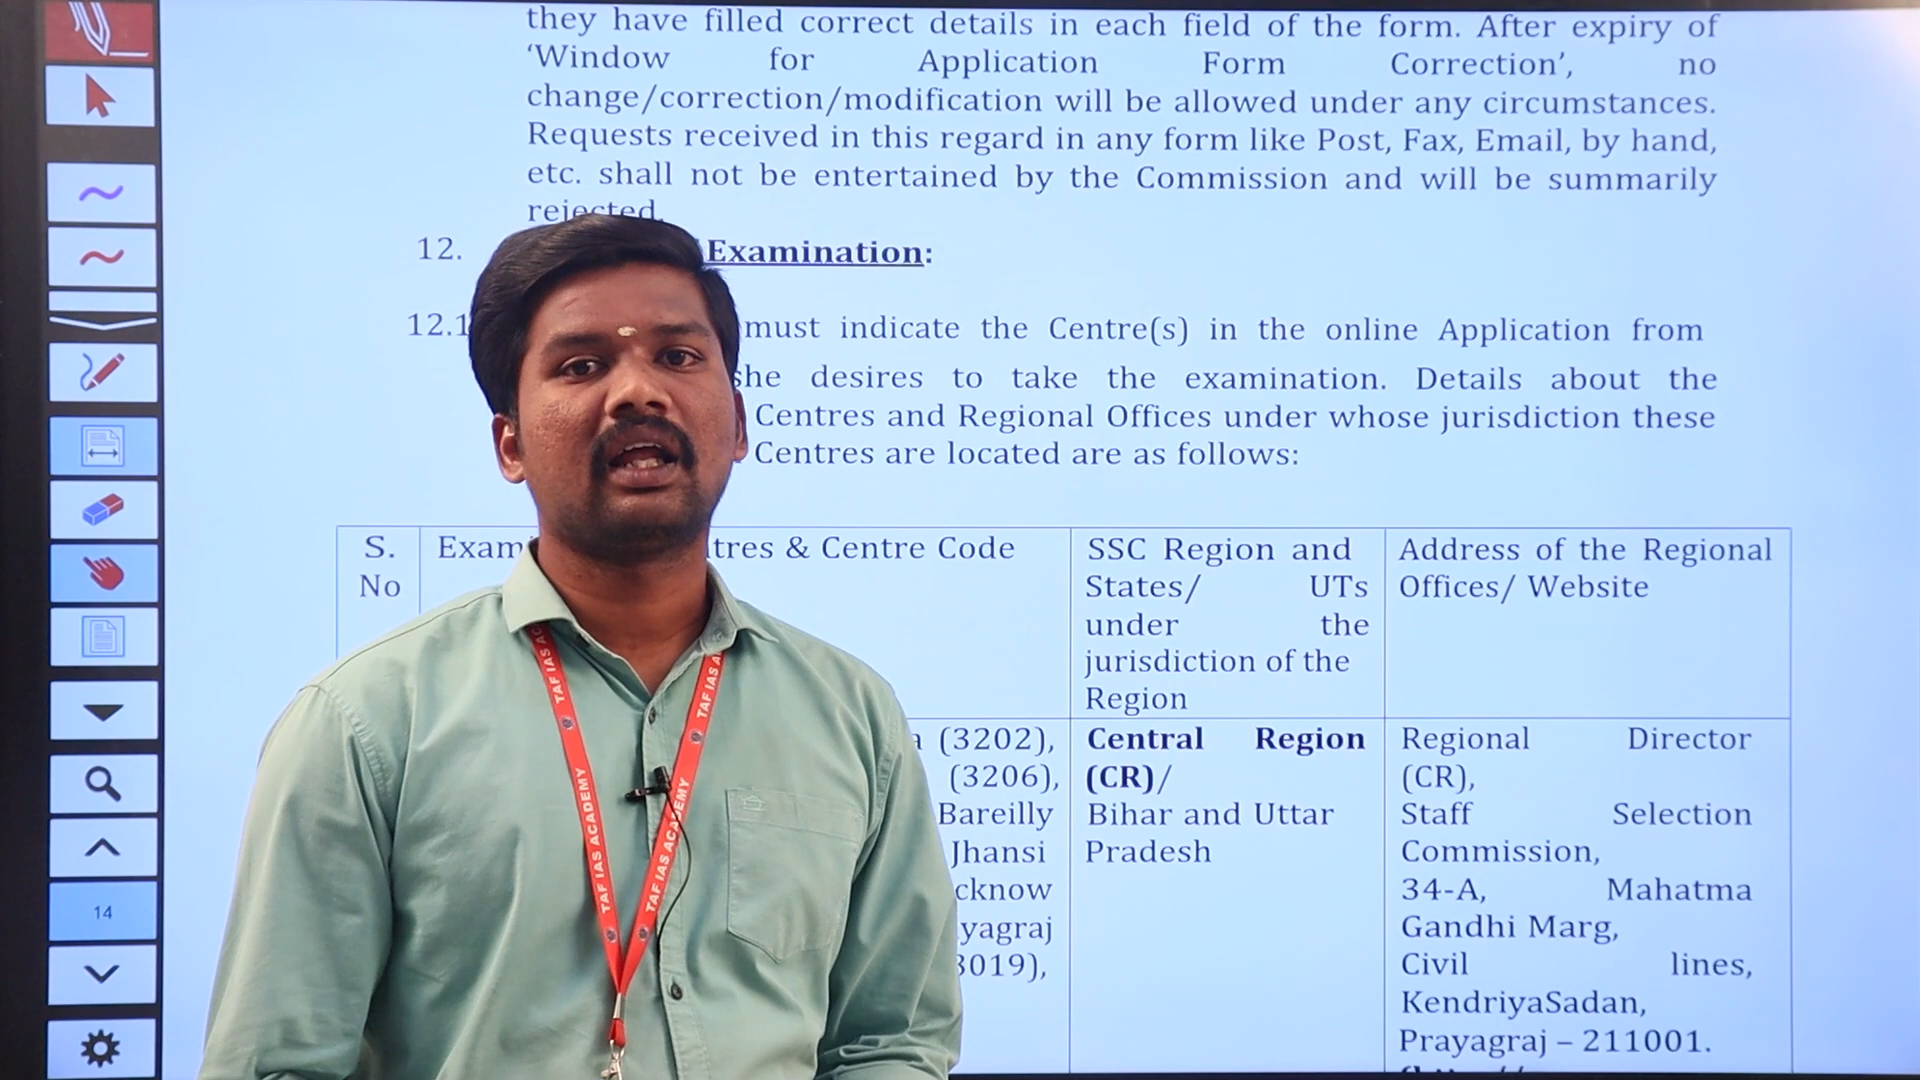 they have filled correct details in each field of the form. After expiry of
‘Window for Application Form Correction’, no
change/correction/modification will be allowed under any circumstances.
Requests received in this regard in any form like Post, Fax, Email, by hand,
etc. shall not be entertained by the Commission and will be summarily
rejected.
12. Examination:
12.1 must indicate the Centre(s) in the online Application from
she desires to take the examination. Details about the
Centres and Regional Offices under whose jurisdiction these
Centres are located are as follows:
S.
No
Centres & Centre Code
SSC Region and
States/ UTs
under the
jurisdiction of the
Region
Address of the Regional
Offices/ Website
(3202),
(3206),
Bareilly
Jhansi
Central Region
(CR)/
Bihar and Uttar
Pradesh
Regional Director
(CR),
Staff Selection
Commission,
34-A, Mahatma
Gandhi Marg,
Civil lines,
KendriyaSadan,
Prayagraj – 211001.
14
TAF IAS ACADEMY
TAF IAS ACADEMY
TAF IAS